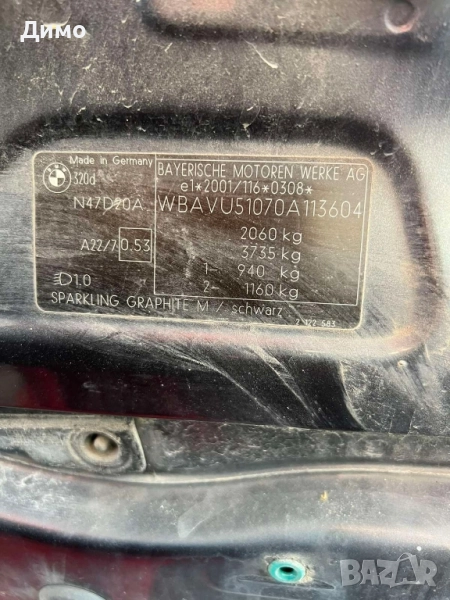 Димо
Made in Germany
BAYERISCHE MOTOREN WERKE AG
320d
e1*2001/116*0308*
N47D20A
WBAVU51070A113604
2060 kg
A22/7 0.53
3735 kg
1- 940 kg
D1.0
2- 1160 kg
SPARKLING GRAPHITE M / schwarz
BAZAR